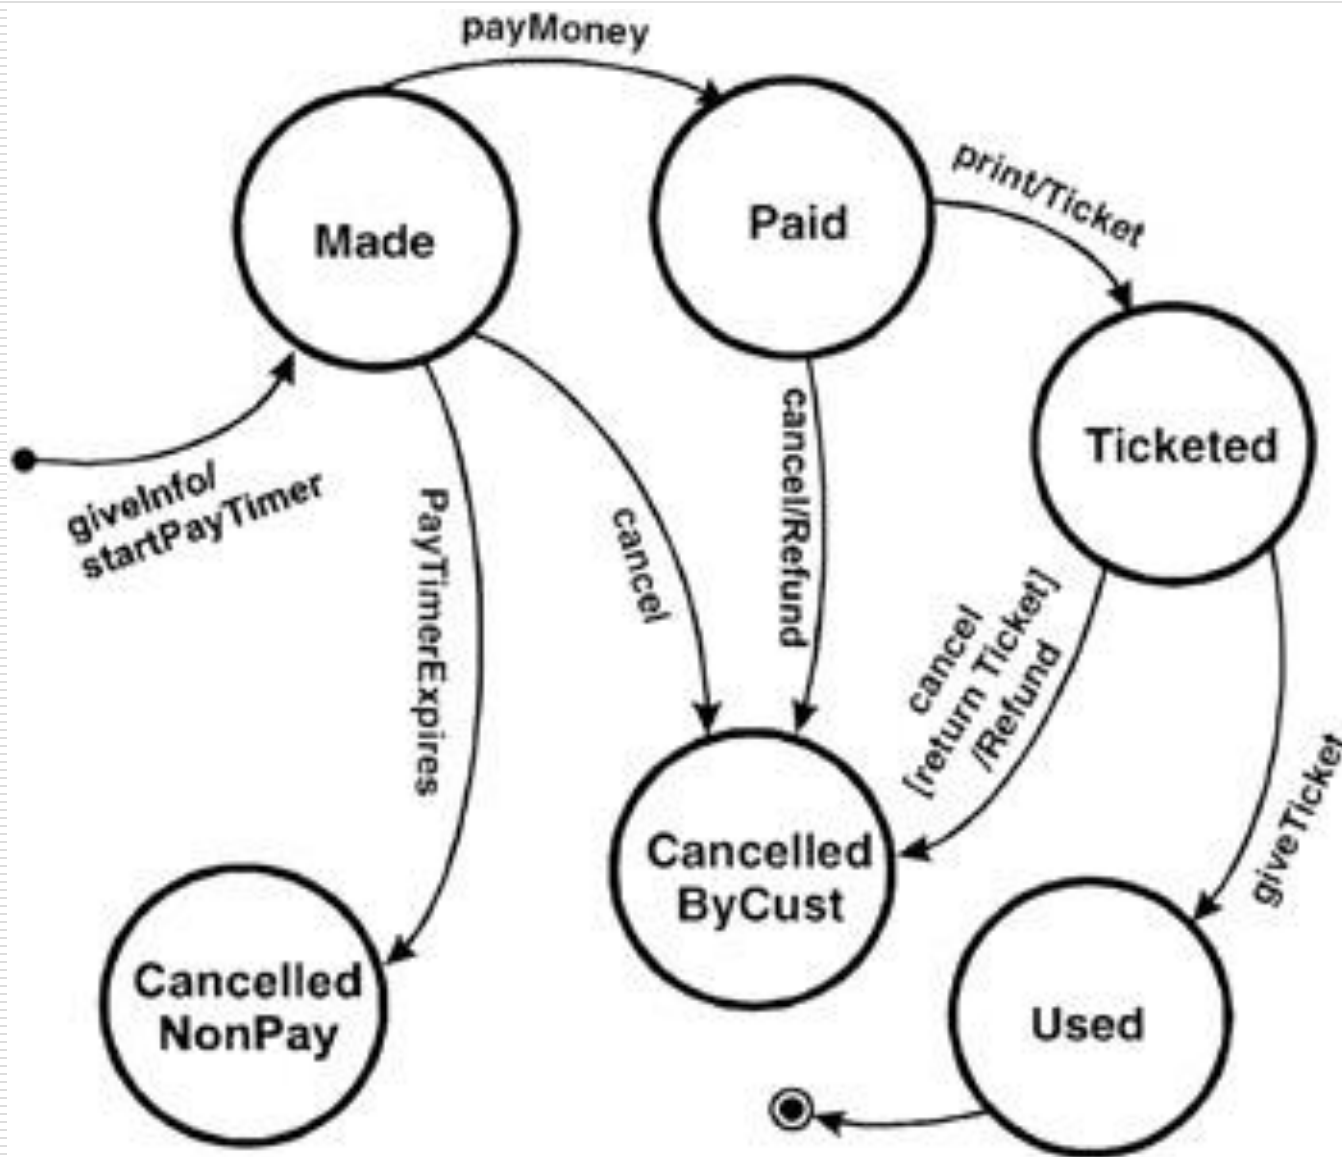 payMoney
Made
Paid
print/Ticket
Ticketed
giveInfo/
startPayTimer
PayTimerExpires
cancel
cancel/Refund
cancel
[return Ticket]
/Refund
giveTicket
Cancelled
ByCust
Cancelled
NonPay
Used